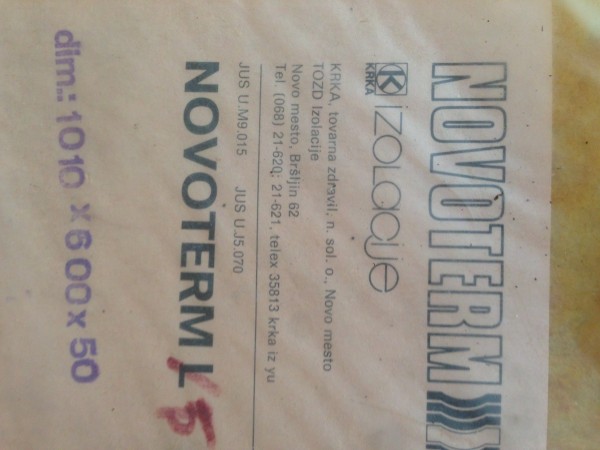 NOVOTERM
KRKA iZOLacije
KRKA, tovarna zdravil, n. sol. o., Novo mesto
TOZD Izolacije
Novo mesto, Bršljin 62
Tel. (068) 21-620; 21-621, telex 35813 krka iz yu
JUS U.M9.015 JUS U.J5.070
NOVOTERM L
dim.: 1010 x 600 x 50